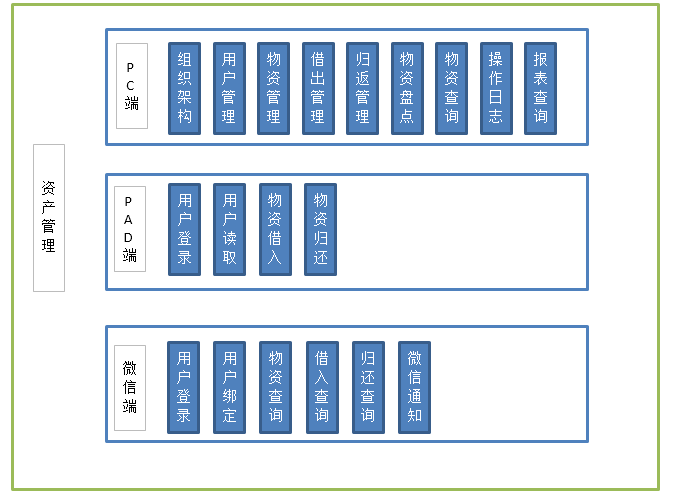 资产管理
PC端
组织架构
用户管理
物资管理
借出管理
归返管理
物资盘点
物资查询
操作日志
报表查询
PAD端
用户登录
用户读取
物资借入
物资归还
微信端
用户登录
用户绑定
物资查询
借入查询
归还查询
微信通知